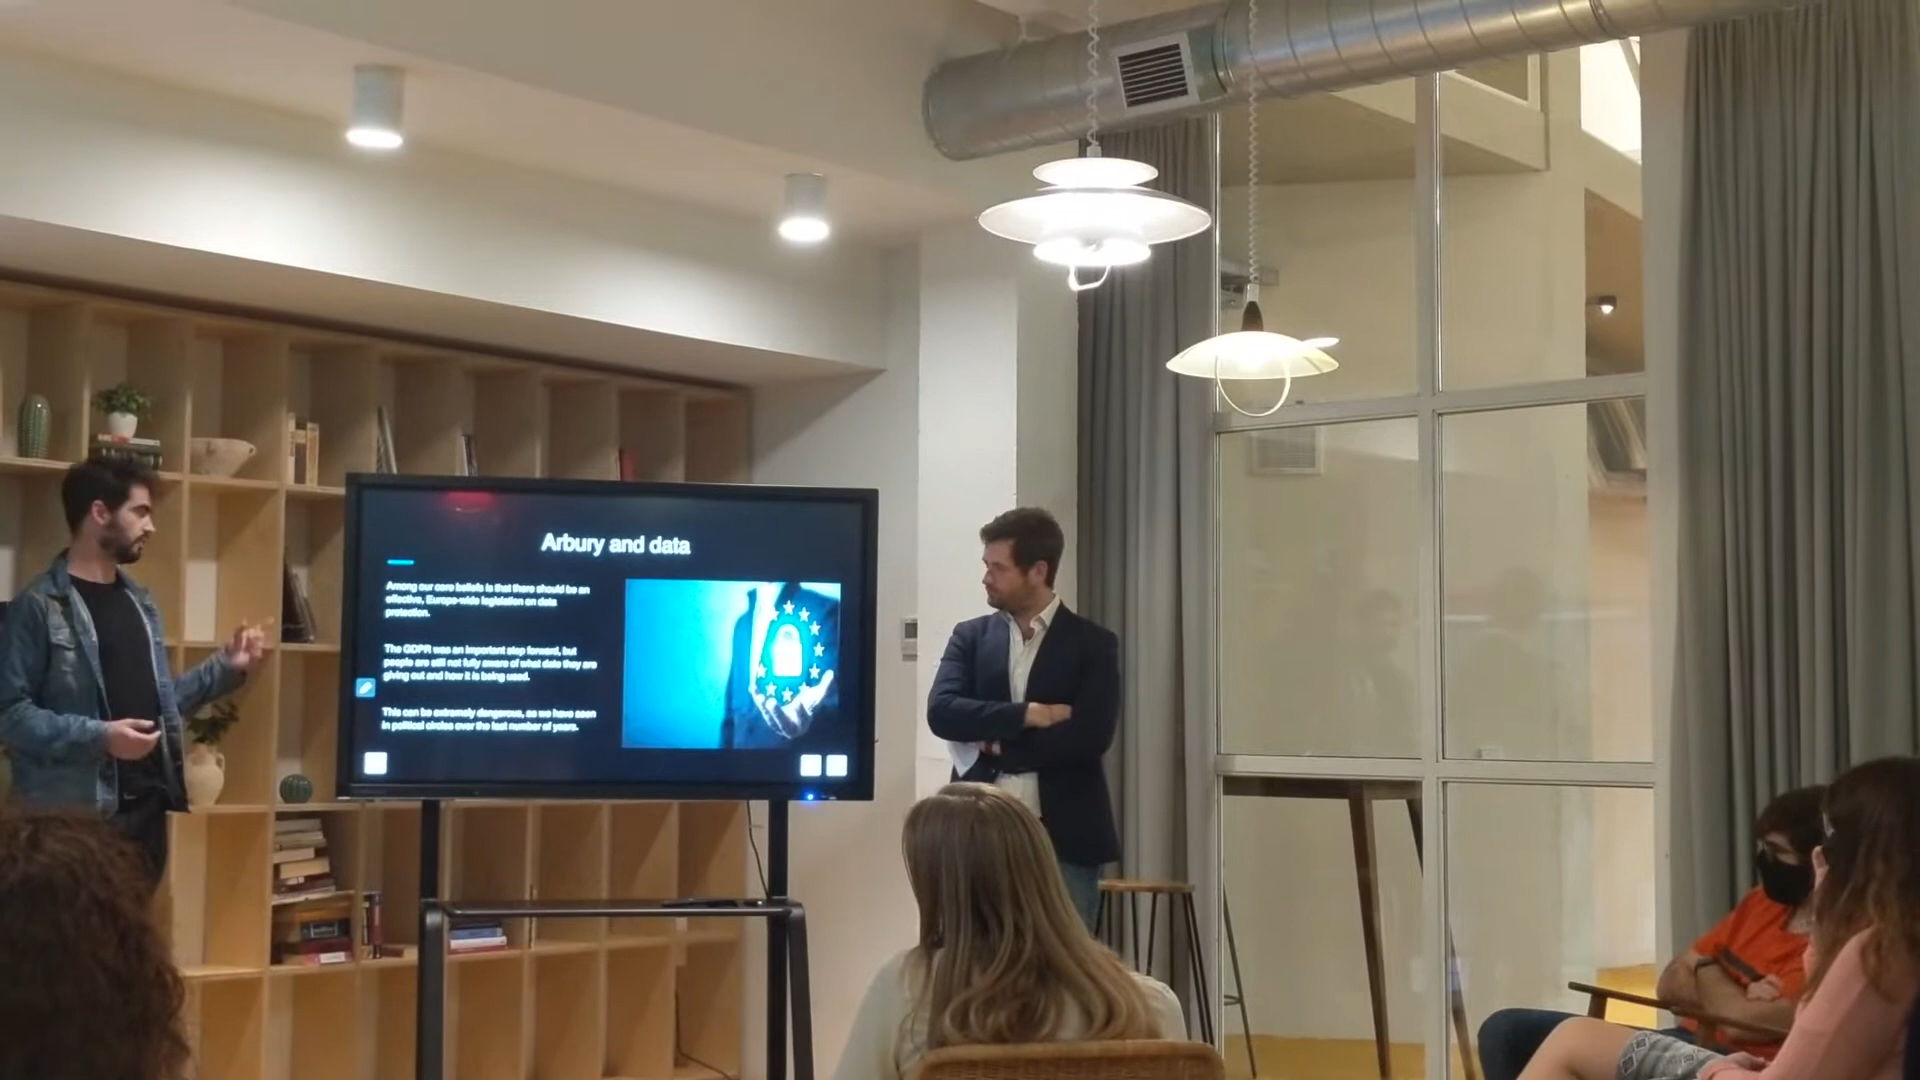 Arbury and data
Among our core beliefs is that there should be an
effective, Europe-wide legislation on data
protection.
The GDPR was an important step forward, but
people are still not fully aware of what data they are
giving out and how it is being used.
This can be extremely dangerous, as we have seen
in political circles over the last number of years.